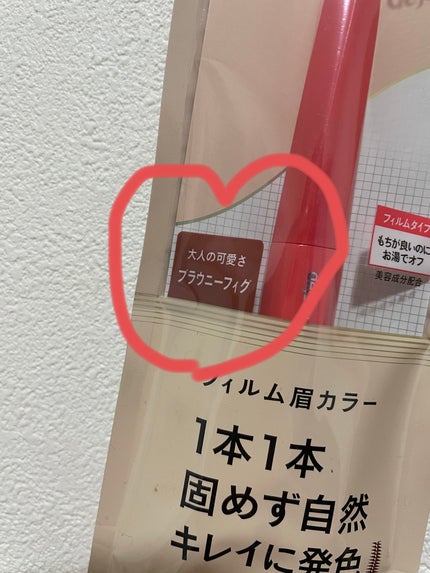 フィルムタイプ
もちが良いのに
お湯でオフ
美容成分配合
大人の可愛さ
ブラウニーフィグ
フィルム眉カラー
1本1本
固めず自然
キレイに発色